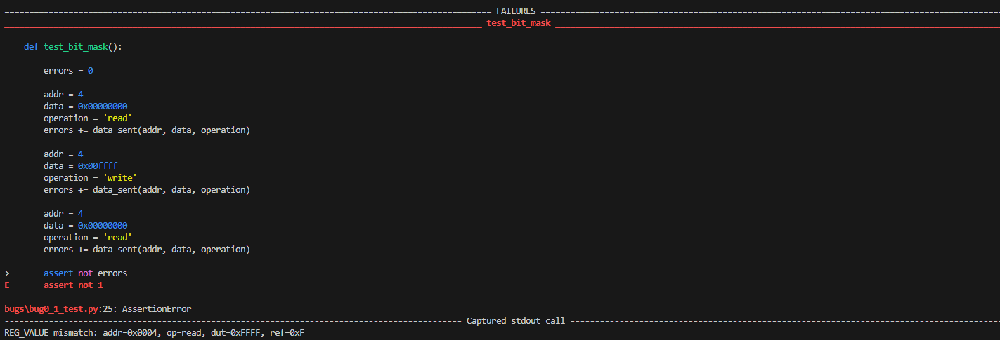 ================ FAILURES ================
________________ test_bit_mask ________________
def test_bit_mask():
errors = 0
addr = 4
data = 0x00000000
operation = 'read'
errors += data_sent(addr, data, operation)
addr = 4
data = 0x00ffff
operation = 'write'
errors += data_sent(addr, data, operation)
addr = 4
data = 0x00000000
operation = 'read'
errors += data_sent(addr, data, operation)
> assert not errors
E assert not 1
bugs\bug0_1_test.py:25: AssertionError
---------------- Captured stdout call ----------------
REG_VALUE mismatch: addr=0x0004, op=read, dut=0xFFFF, ref=0xF